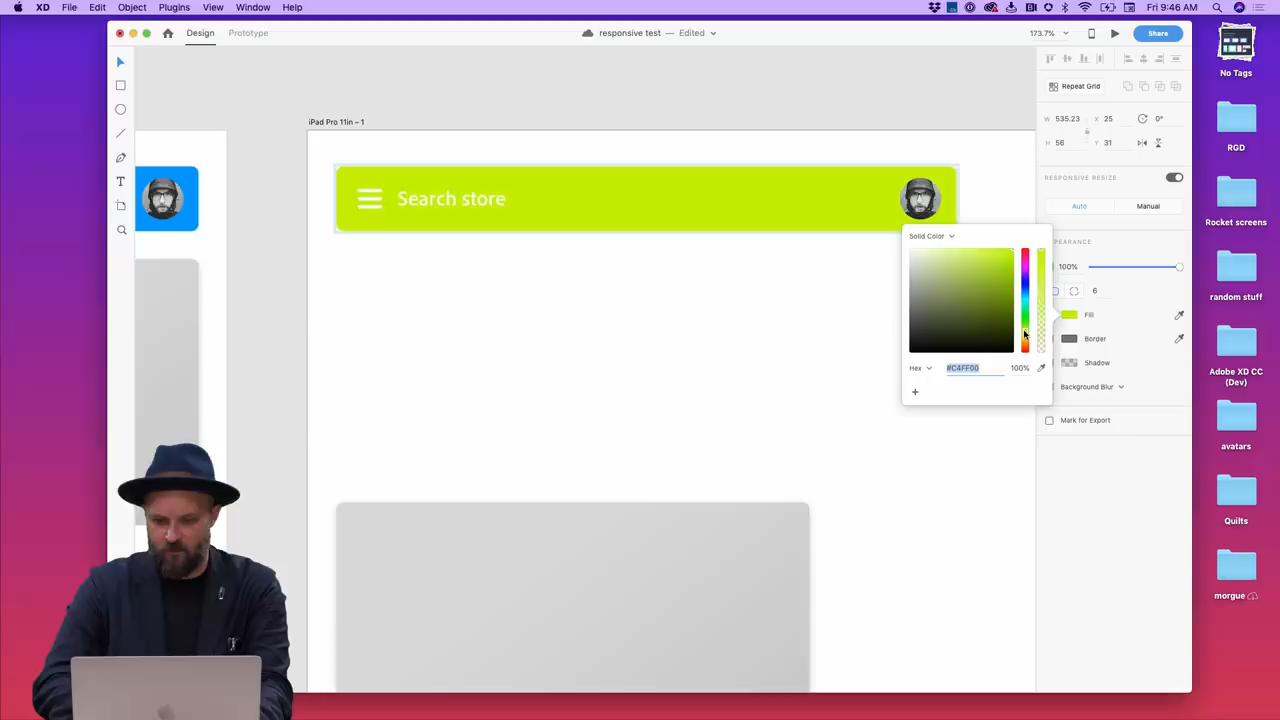 XD File Edit Object Plugins View Window Help
Fri 9:46 AM
Design Prototype
responsive test — Edited
173.7%
Share
Repeat Grid
W 535.23 X 25 0°
H 56 Y 31
RESPONSIVE RESIZE
Auto Manual
PEARANCE
100%
6
Fill
Border
Shadow
Background Blur
Mark for Export
iPad Pro 11in – 1
Search store
Solid Color
Hex #C4FF00 100%
+
No Tags
RGD
Rocket screens
random stuff
Adobe XD CC
(Dev)
avatars
Quilts
morgue